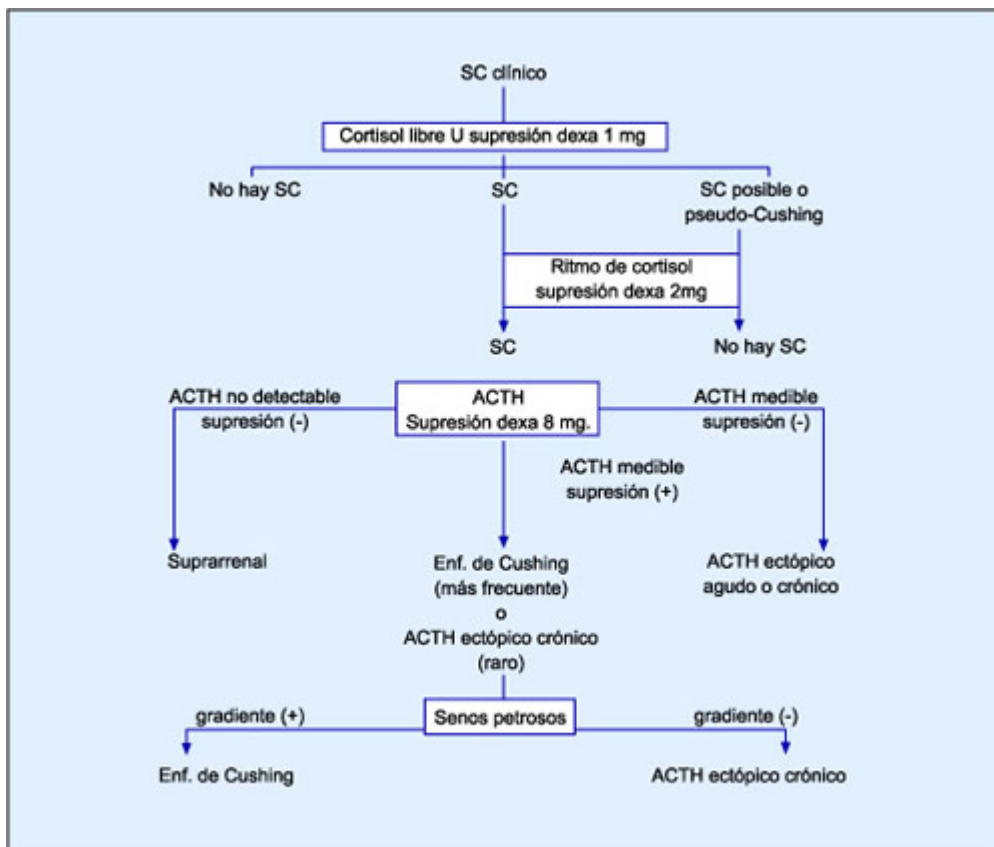 SC clínico
Cortisol libre U supresión dexa 1 mg
No hay SC
SC
SC posible o
pseudo-Cushing
Ritmo de cortisol
supresión dexa 2mg
SC
No hay SC
ACTH no detectable
supresión (-)
ACTH
Supresión dexa 8 mg.
ACTH medible
supresión (-)
ACTH medible
supresión (+)
Suprarrenal
Enf. de Cushing
(más frecuente)
o
ACTH ectópico crónico
(raro)
ACTH ectópico
agudo o crónico
gradiente (+)
Senos petrosos
gradiente (-)
Enf. de Cushing
ACTH ectópico crónico